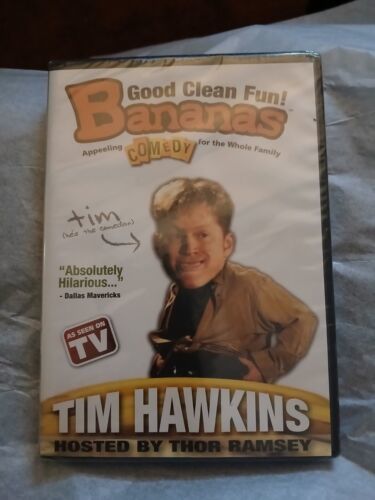 Good Clean Fun!
Bananas
Appeeling COMEDY for the Whole Family
tim
(he's the comedian)
"Absolutely
Hilarious..."
- Dallas Mavericks
AS SEEN ON
TV
TIM HAWKINS
HOSTED BY THOR RAMSEY